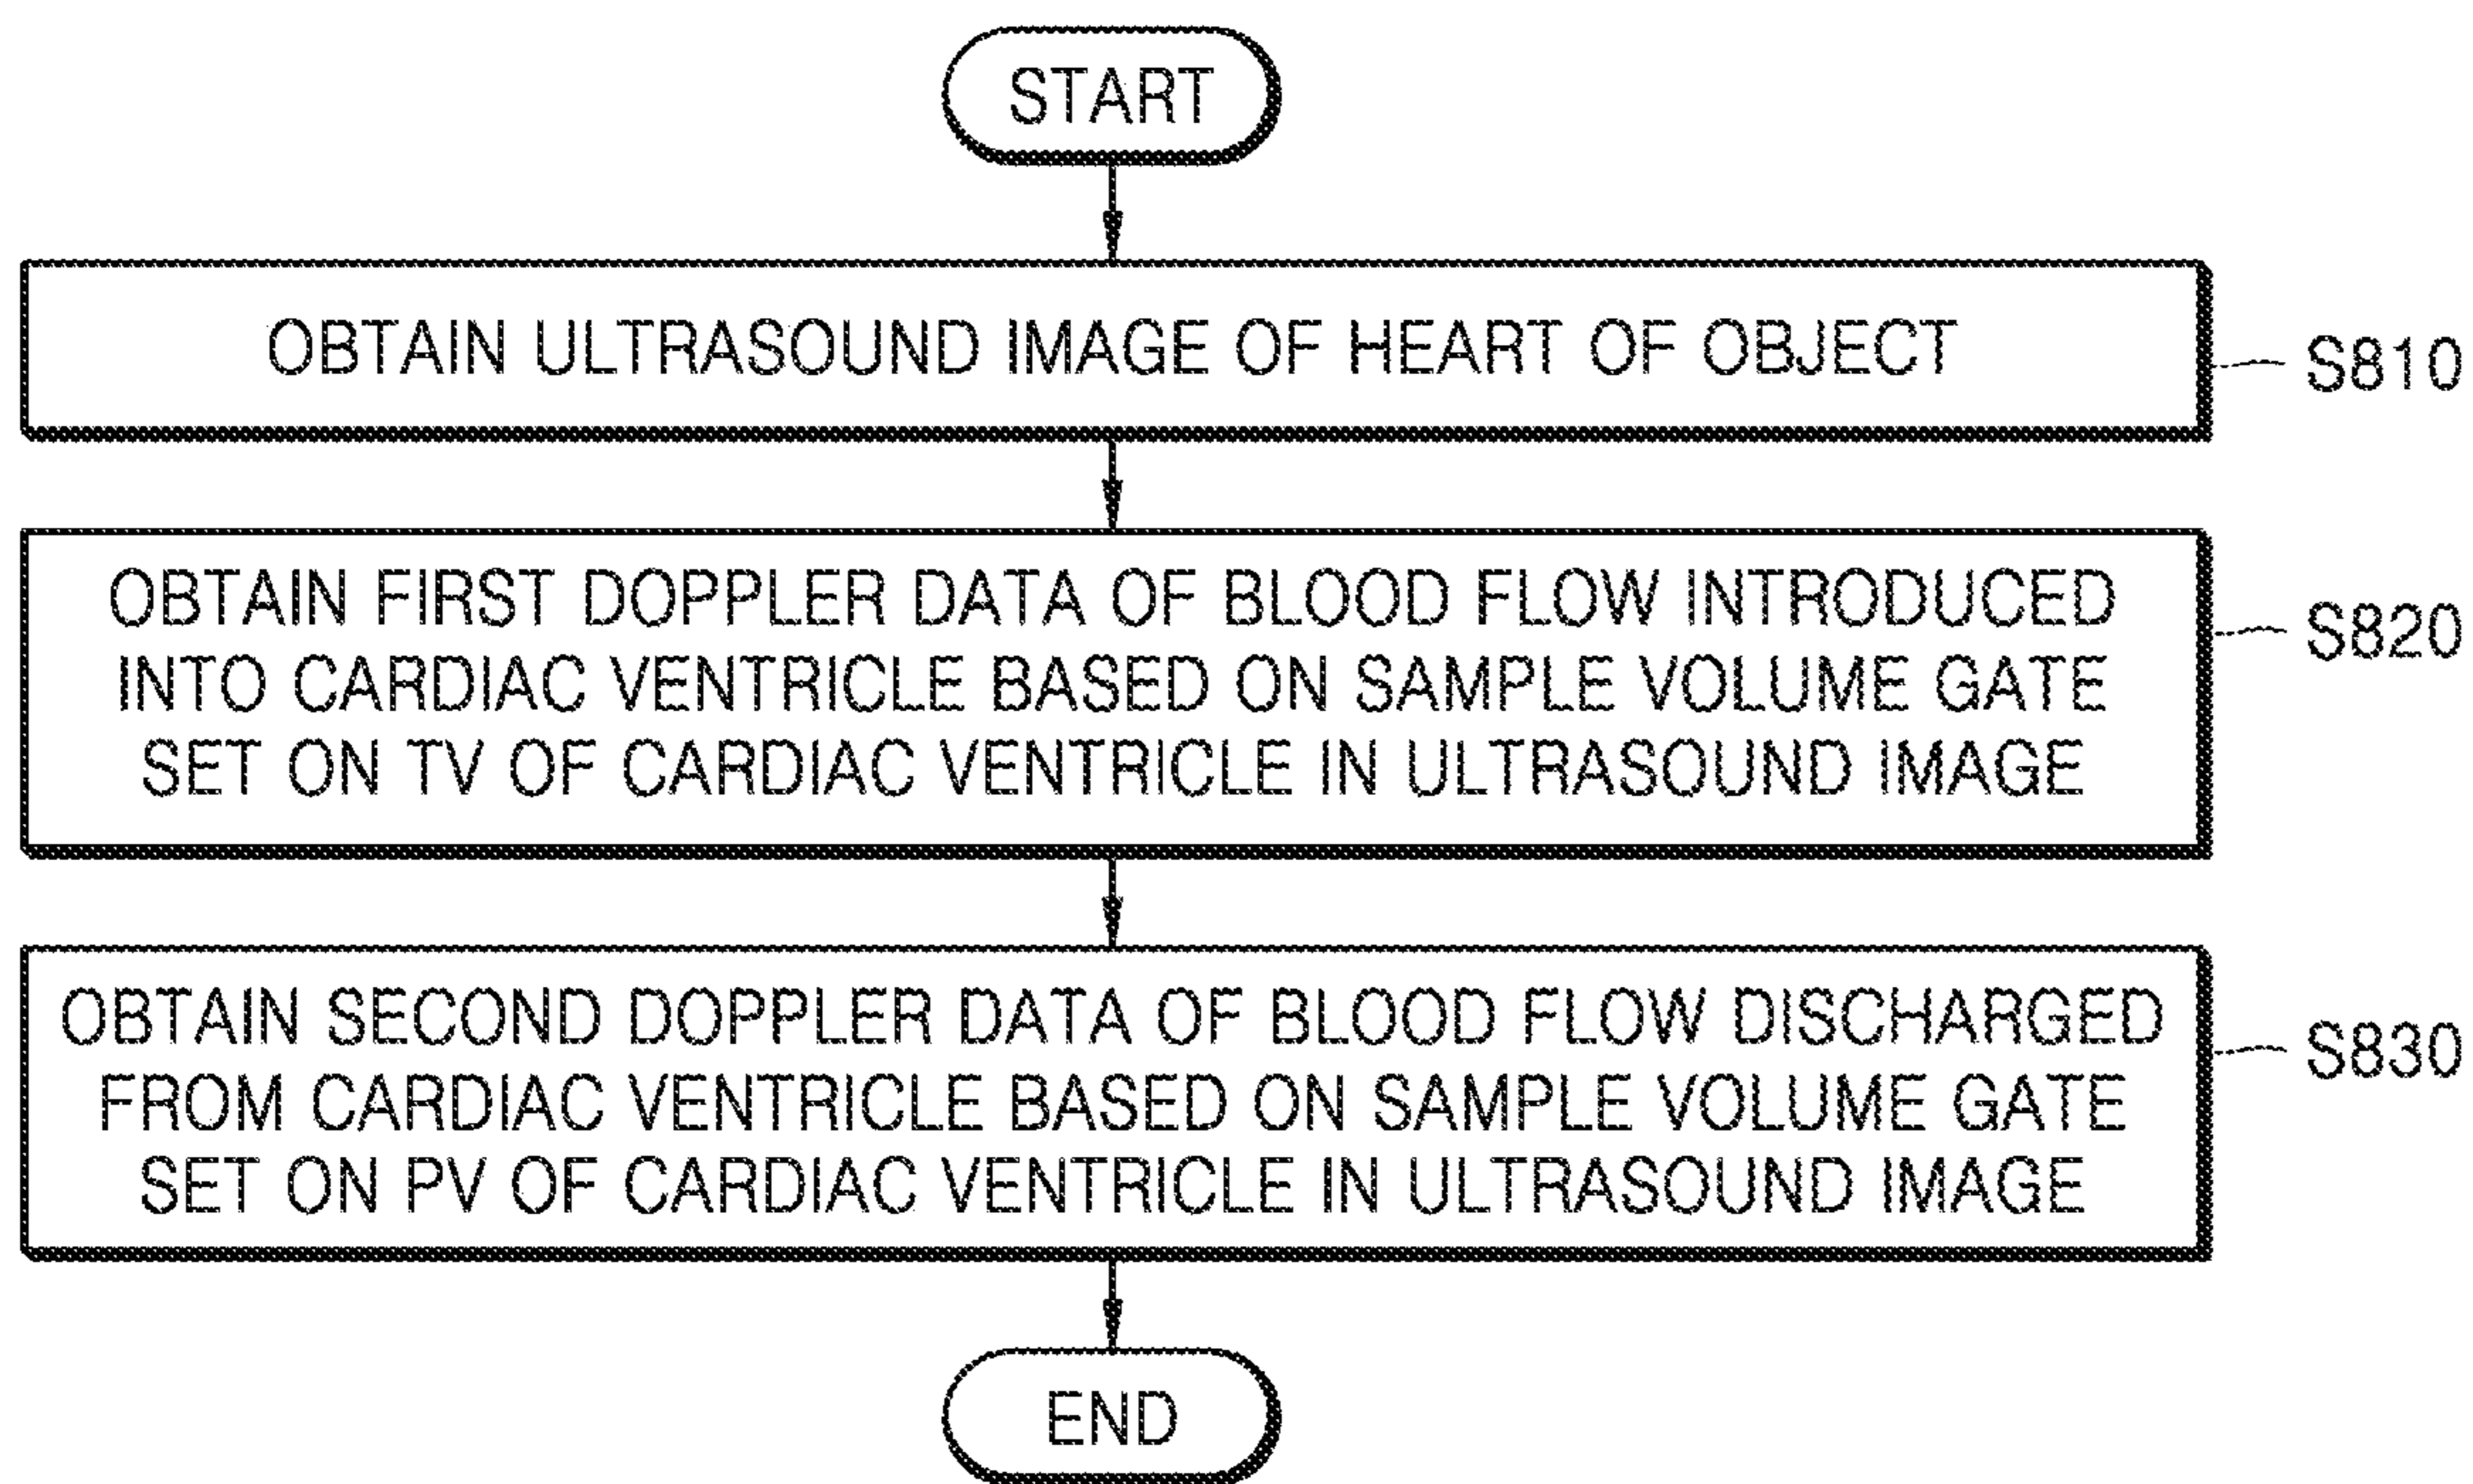 START
OBTAIN ULTRASOUND IMAGE OF HEART OF OBJECT
S810
OBTAIN FIRST DOPPLER DATA OF BLOOD FLOW INTRODUCED
INTO CARDIAC VENTRICLE BASED ON SAMPLE VOLUME GATE
SET ON TV OF CARDIAC VENTRICLE IN ULTRASOUND IMAGE
S820
OBTAIN SECOND DOPPLER DATA OF BLOOD FLOW DISCHARGED
FROM CARDIAC VENTRICLE BASED ON SAMPLE VOLUME GATE
SET ON PV OF CARDIAC VENTRICLE IN ULTRASOUND IMAGE
S830
END